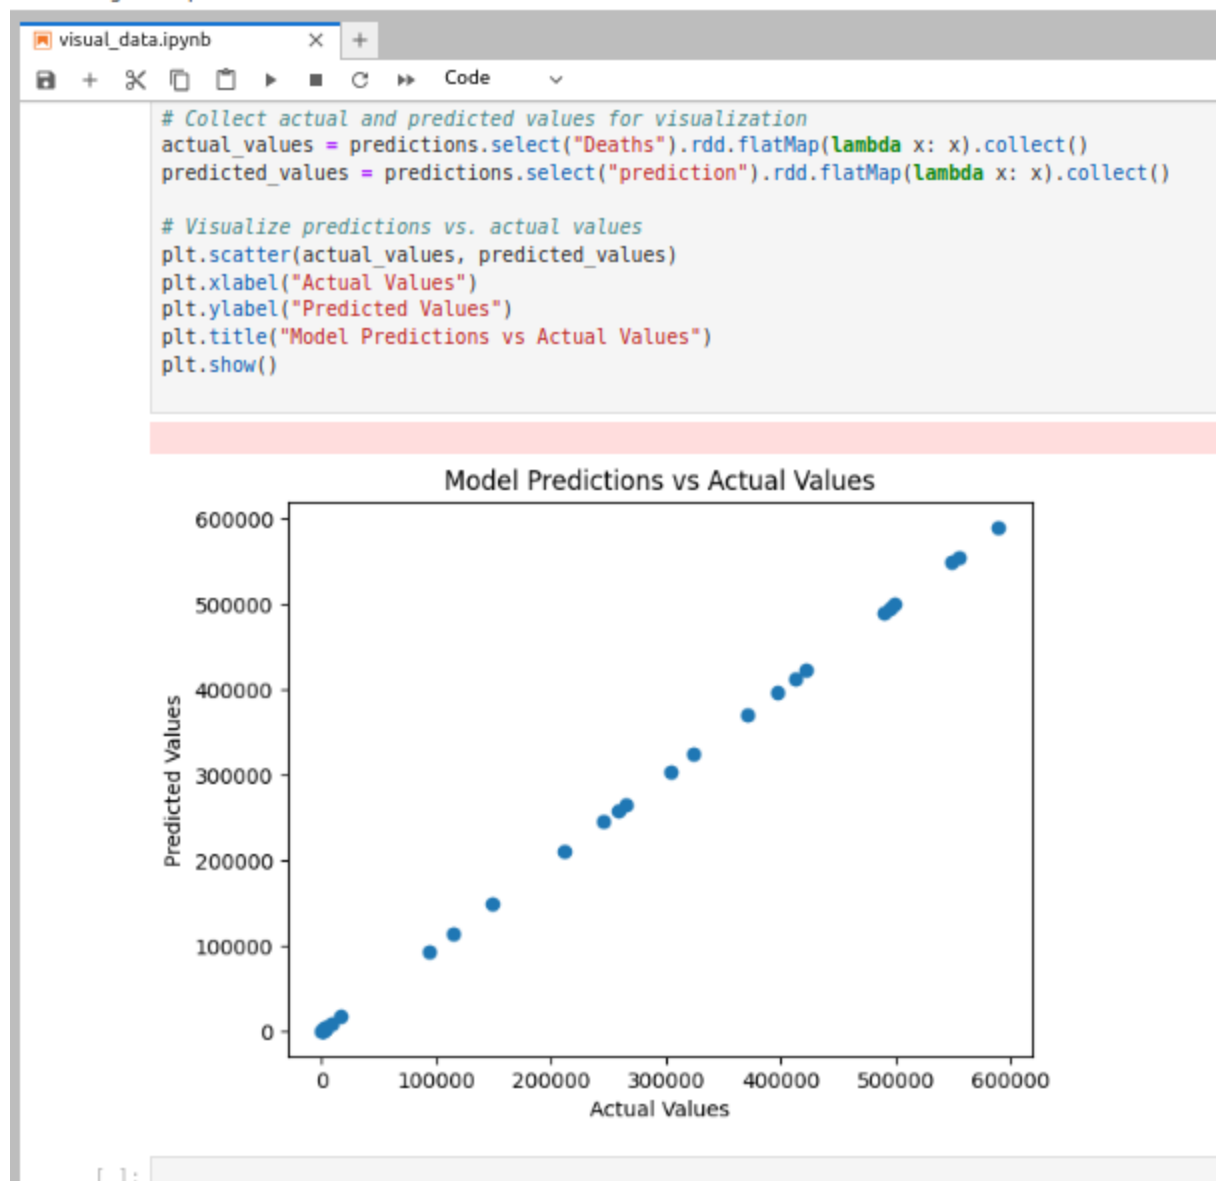 visual_data.ipynb
Code
# Collect actual and predicted values for visualization
actual_values = predictions.select("Deaths").rdd.flatMap(lambda x: x).collect()
predicted_values = predictions.select("prediction").rdd.flatMap(lambda x: x).collect()
# Visualize predictions vs. actual values
plt.scatter(actual_values, predicted_values)
plt.xlabel("Actual Values")
plt.ylabel("Predicted Values")
plt.title("Model Predictions vs Actual Values")
plt.show()
Model Predictions vs Actual Values
600000
500000
400000
300000
200000
100000
0
Predicted Values
0 100000 200000 300000 400000 500000 600000
Actual Values
[ ]: